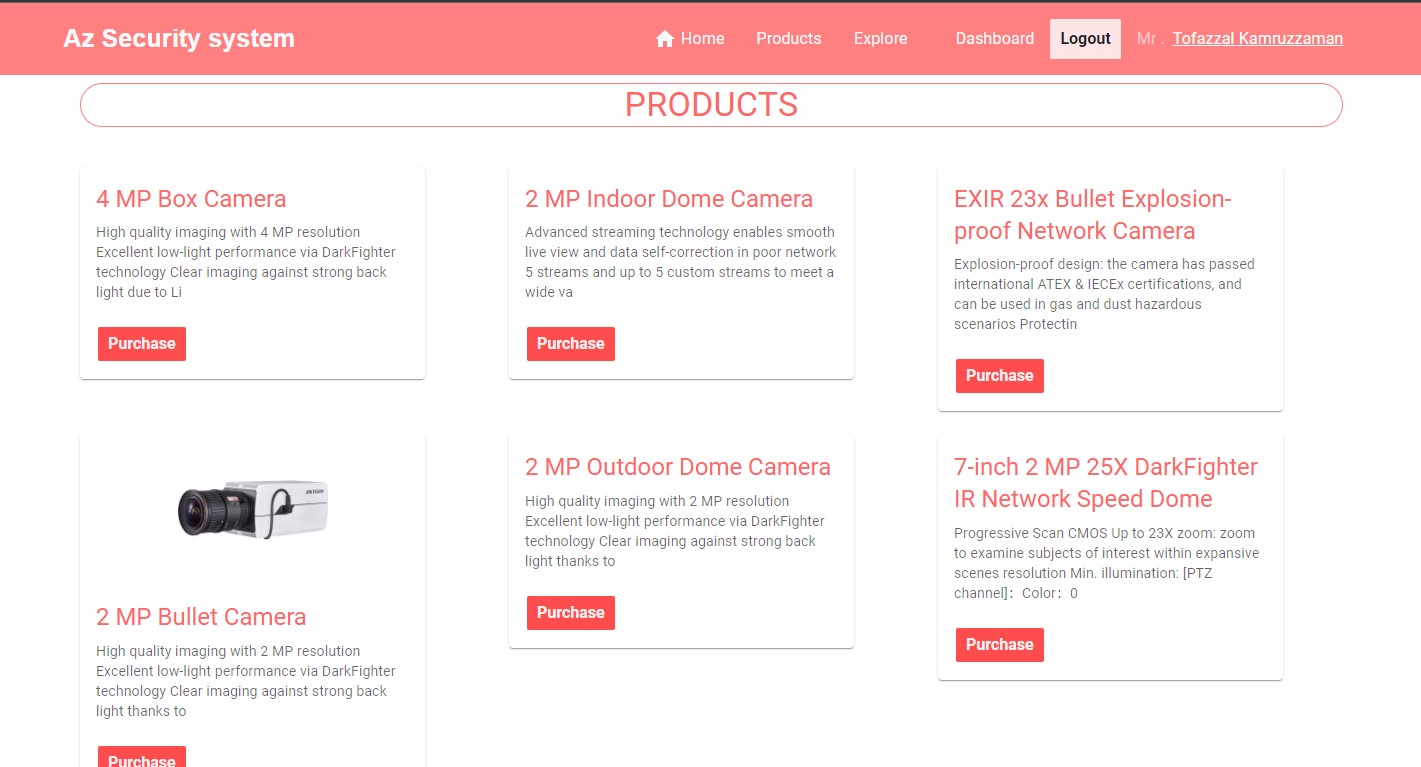 Az Security system
Home
Products
Explore
Dashboard
Logout
Mr .
Tofazzal Kamruzzaman
PRODUCTS
4 MP Box Camera
High quality imaging with 4 MP resolution
Excellent low-light performance via DarkFighter
technology Clear imaging against strong back
light due to Li
Purchase
2 MP Indoor Dome Camera
Advanced streaming technology enables smooth
live view and data self-correction in poor network
5 streams and up to 5 custom streams to meet a
wide va
Purchase
EXIR 23x Bullet Explosion-
proof Network Camera
Explosion-proof design: the camera has passed
international ATEX & IECEx certifications, and
can be used in gas and dust hazardous
scenarios Protectin
Purchase
HIKVISION
2 MP Bullet Camera
High quality imaging with 2 MP resolution
Excellent low-light performance via DarkFighter
technology Clear imaging against strong back
light thanks to
Purchase
2 MP Outdoor Dome Camera
High quality imaging with 2 MP resolution
Excellent low-light performance via DarkFighter
technology Clear imaging against strong back
light thanks to
Purchase
7-inch 2 MP 25X DarkFighter
IR Network Speed Dome
Progressive Scan CMOS Up to 23X zoom: zoom
to examine subjects of interest within expansive
scenes resolution Min. illumination: [PTZ
channel]：Color：0
Purchase